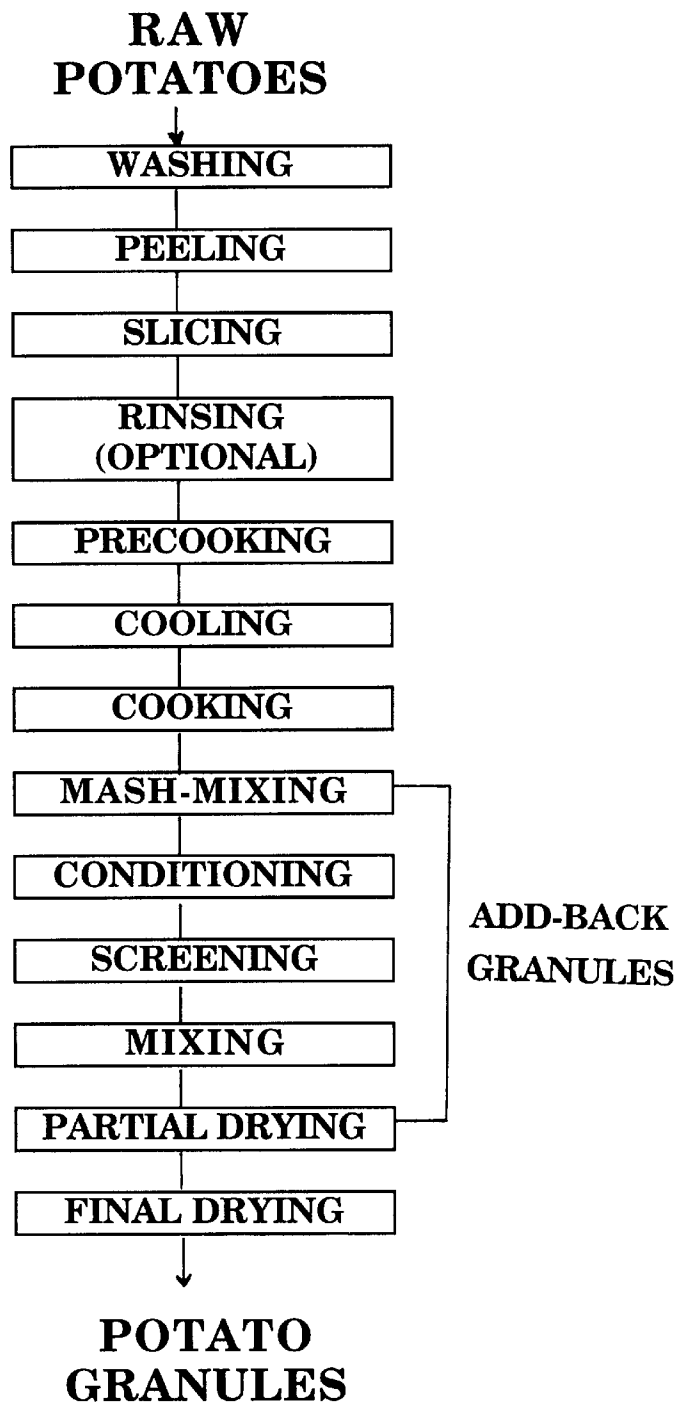 RAW
POTATOES
WASHING
PEELING
SLICING
RINSING
(OPTIONAL)
PRECOOKING
COOLING
COOKING
MASH-MIXING
CONDITIONING
SCREENING
MIXING
PARTIAL DRYING
FINAL DRYING
ADD-BACK
GRANULES
POTATO
GRANULES